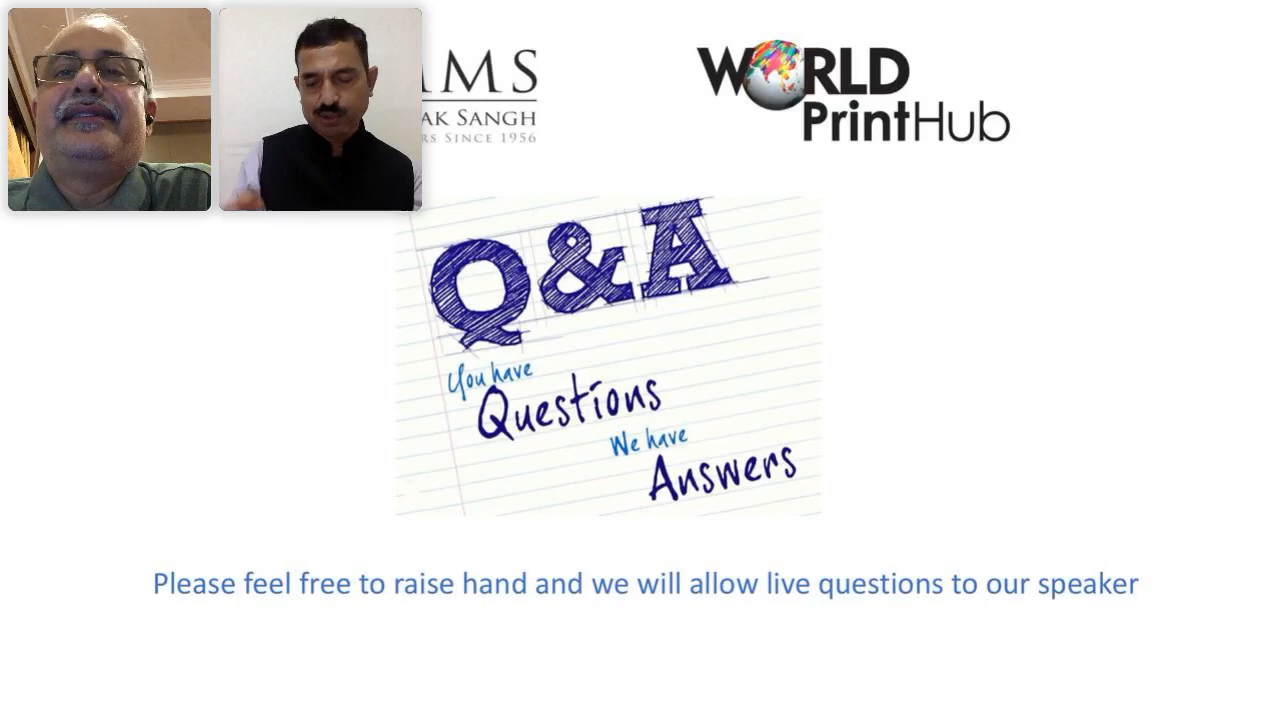 MS
AK SANGH
RS SINCE 1956
WORLD
PrintHub
Q&A
You have
Questions
We have
Answers
Please feel free to raise hand and we will allow live questions to our speaker